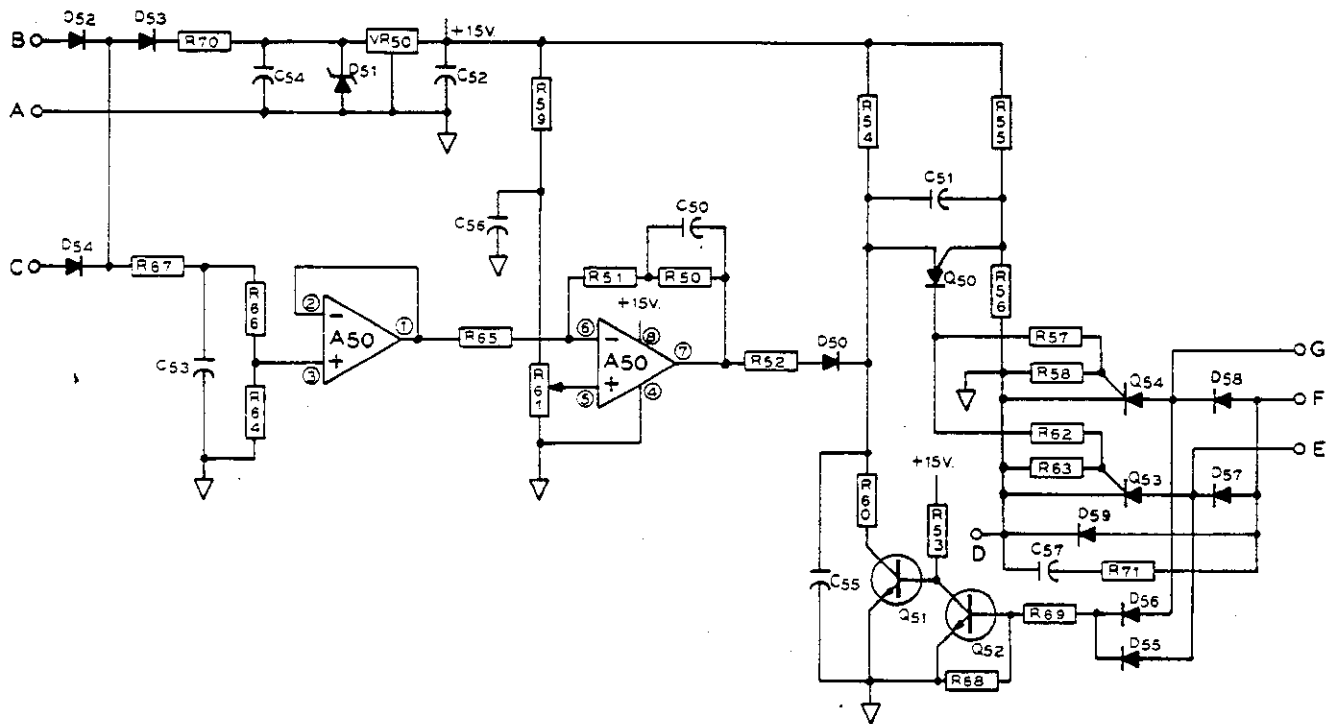 D52
D53
B
R70
VR50
+15V.
C54
D51
C52
A
R59
R54
R55
C51
C56
C50
D54
C
R67
R66
R51
R50
Q50
R56
+15V.
②
−
A50
①
+
③
R65
⑥
−
⑧
A50
⑦
+
⑤
④
R61
R52
D50
C53
R64
R57
R58
Q54
D58
G
F
R62
R63
Q53
D57
E
+15V.
R60
R53
D59
D
C57
R71
C55
Q51
Q52
R69
D56
D55
R68